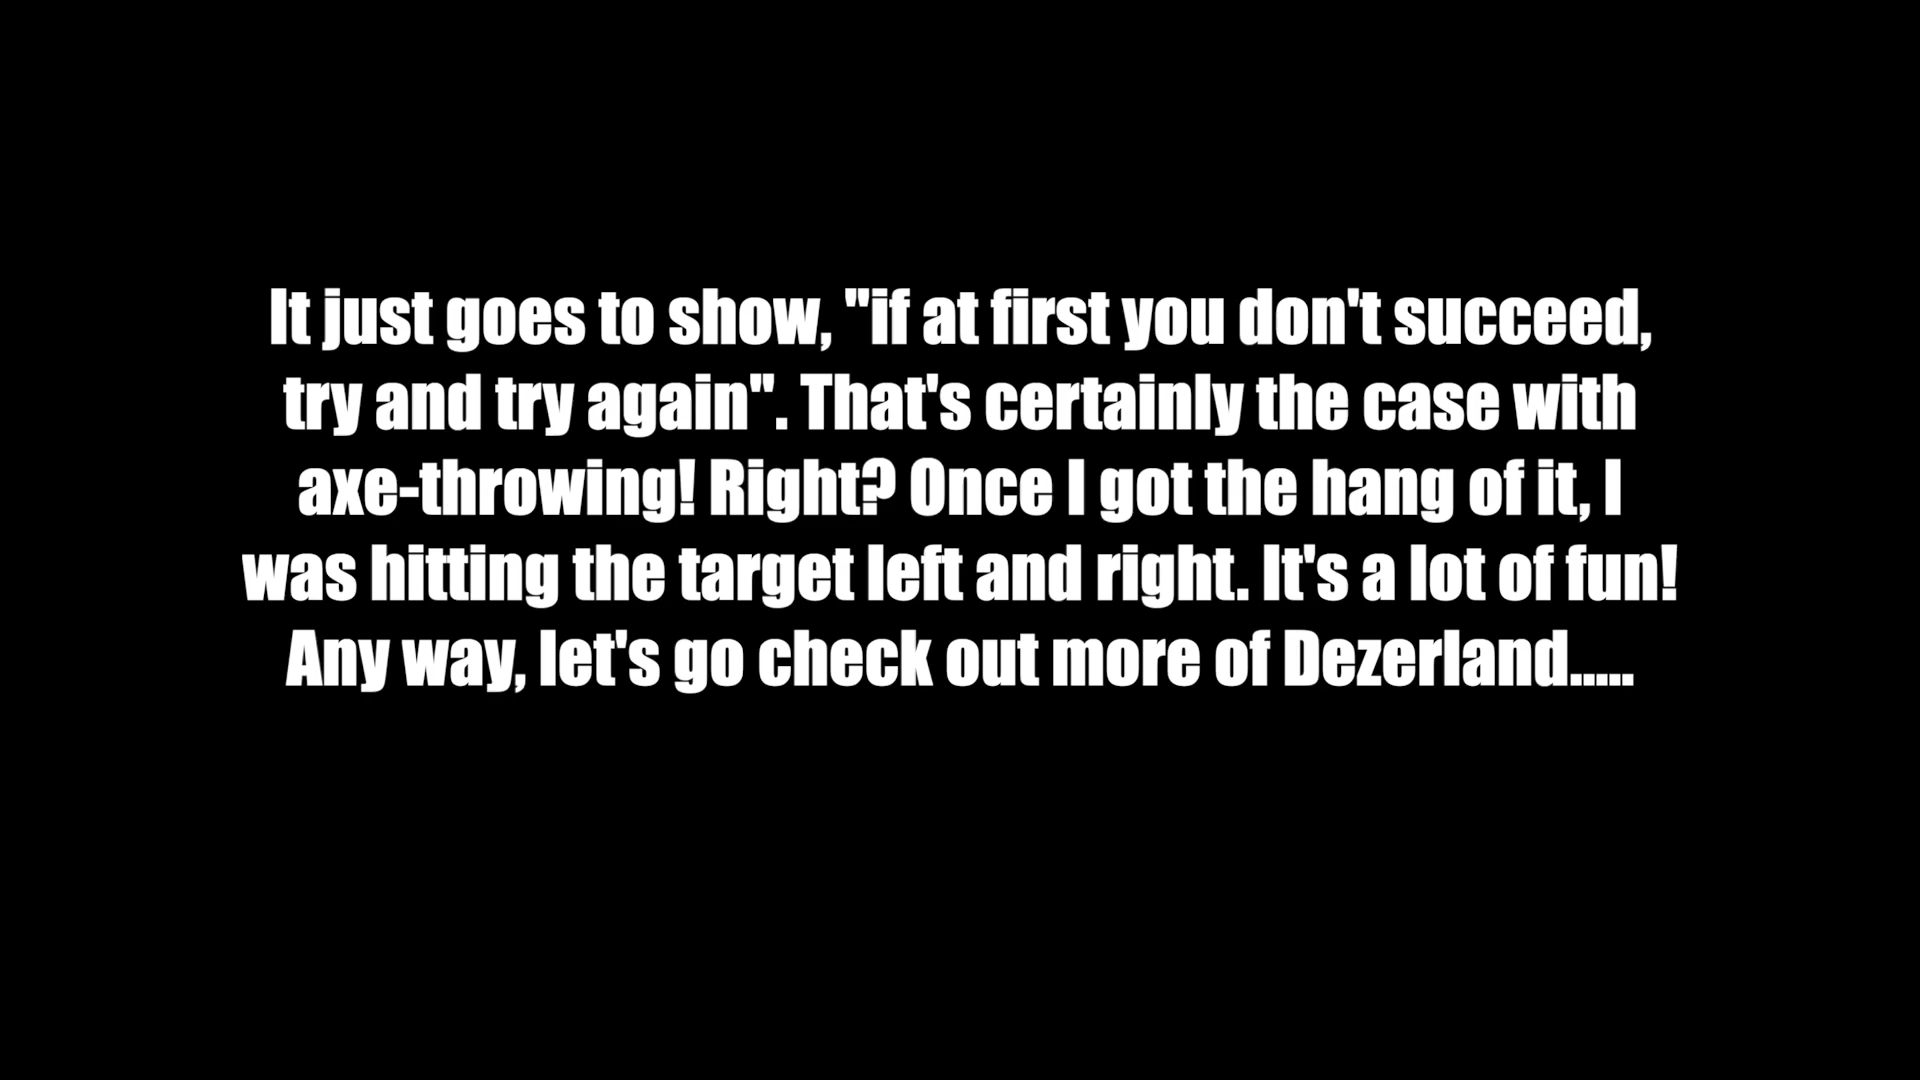 It just goes to show, "if at first you don't succeed,
try and try again". That's certainly the case with
axe-throwing! Right? Once I got the hang of it, I
was hitting the target left and right. It's a lot of fun!
Any way, let's go check out more of Dezerland.....